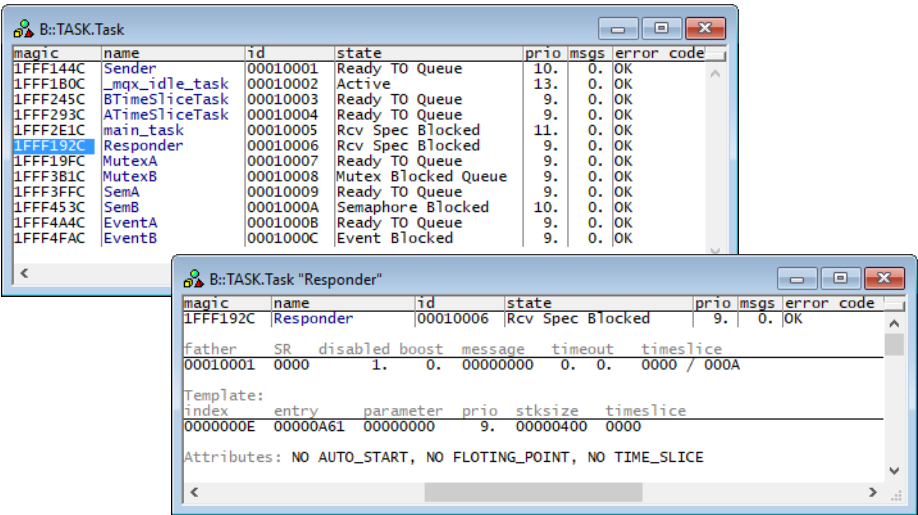 B::TASK.Task
magic name id state prio msgs error code
1FFF144C Sender 00010001 Ready TO Queue 10. 0. OK
1FFF1B0C _mqx_idle_task 00010002 Active 13. 0. OK
1FFF245C BTimeSliceTask 00010003 Ready TO Queue 9. 0. OK
1FFF293C ATimeSliceTask 00010004 Ready TO Queue 9. 0. OK
1FFF2E1C main_task 00010005 Rcv Spec Blocked 11. 0. OK
1FFF192C Responder 00010006 Rcv Spec Blocked 9. 0. OK
1FFF19FC MutexA 00010007 Ready TO Queue 9. 0. OK
1FFF3B1C MutexB 00010008 Mutex Blocked Queue 9. 0. OK
1FFF3FFC SemA 00010009 Ready TO Queue 9. 0. OK
1FFF453C SemB 0001000A Semaphore Blocked 10. 0. OK
1FFF4A4C EventA 0001000B Ready TO Queue 9. 0. OK
1FFF4FAC EventB 0001000C Event Blocked 9. 0. OK
B::TASK.Task "Responder"
magic name id state prio msgs error code
1FFF192C Responder 00010006 Rcv Spec Blocked 9. 0. OK
father SR disabled boost message timeout timeslice
00010001 0000 1. 0. 00000000 0. 0. 0000 / 000A
Template:
index entry parameter prio stksize timeslice
0000000E 00000A61 00000000 9. 00000400 0000
Attributes: NO AUTO_START, NO FLOTING_POINT, NO TIME_SLICE